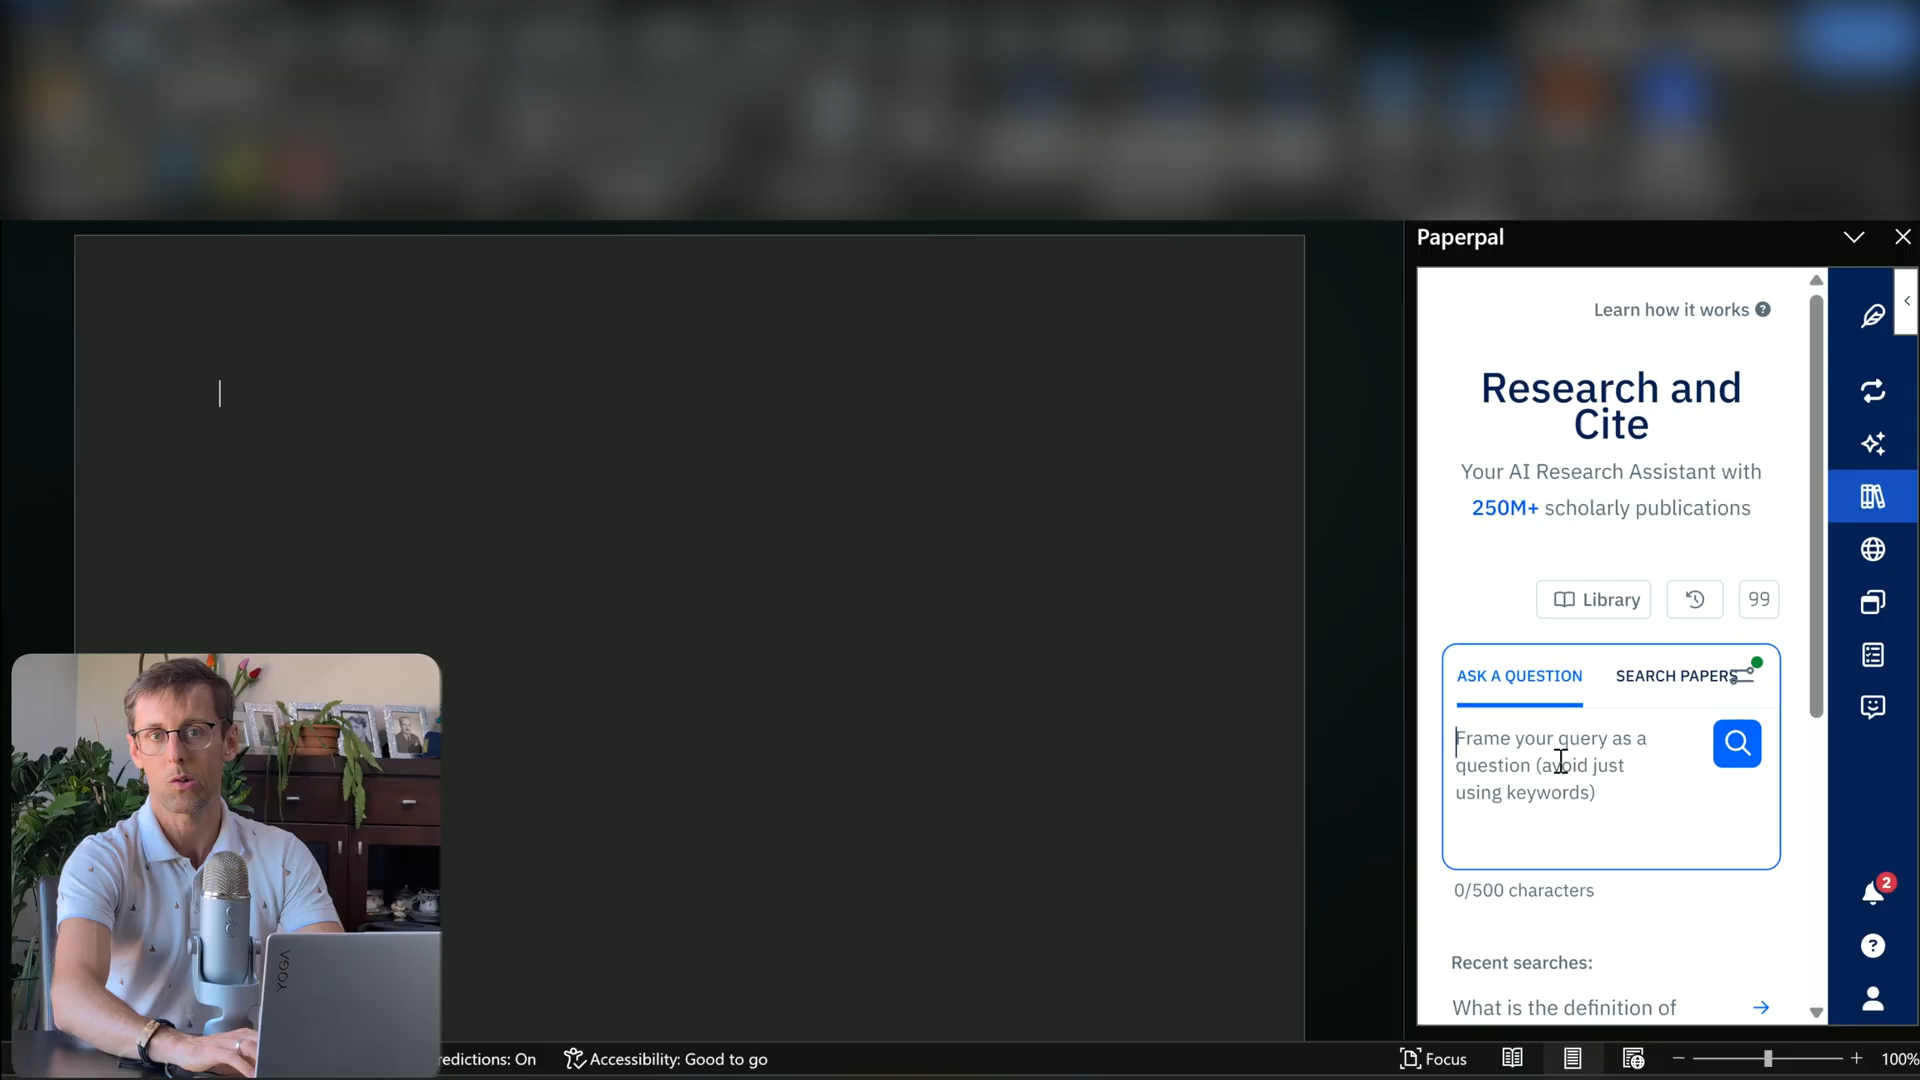 Paperpal
Learn how it works
Research and
Cite
Your AI Research Assistant with
250M+ scholarly publications
Library
99
ASK A QUESTION
SEARCH PAPERS
Frame your query as a
question (avoid just
using keywords)
0/500 characters
Recent searches:
What is the definition of
2
YOGA
redictions: On
Accessibility: Good to go
Focus
100%